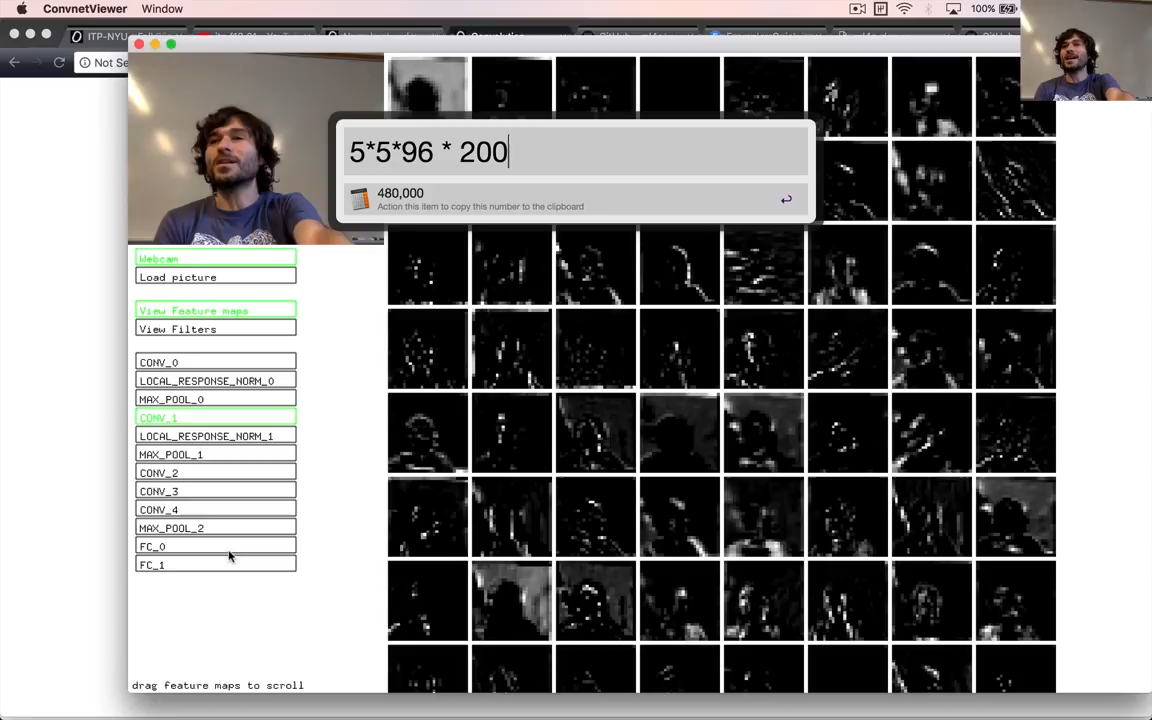 ConvnetViewer Window 100%
ITP-NYU
Not Se
5*5*96 * 200
480,000
Action this item to copy this number to the clipboard
Webcam
Load picture
View Feature maps
View Filters
CONV_0
LOCAL_RESPONSE_NORM_0
MAX_POOL_0
CONV_1
LOCAL_RESPONSE_NORM_1
MAX_POOL_1
CONV_2
CONV_3
CONV_4
MAX_POOL_2
FC_0
FC_1
drag feature maps to scroll